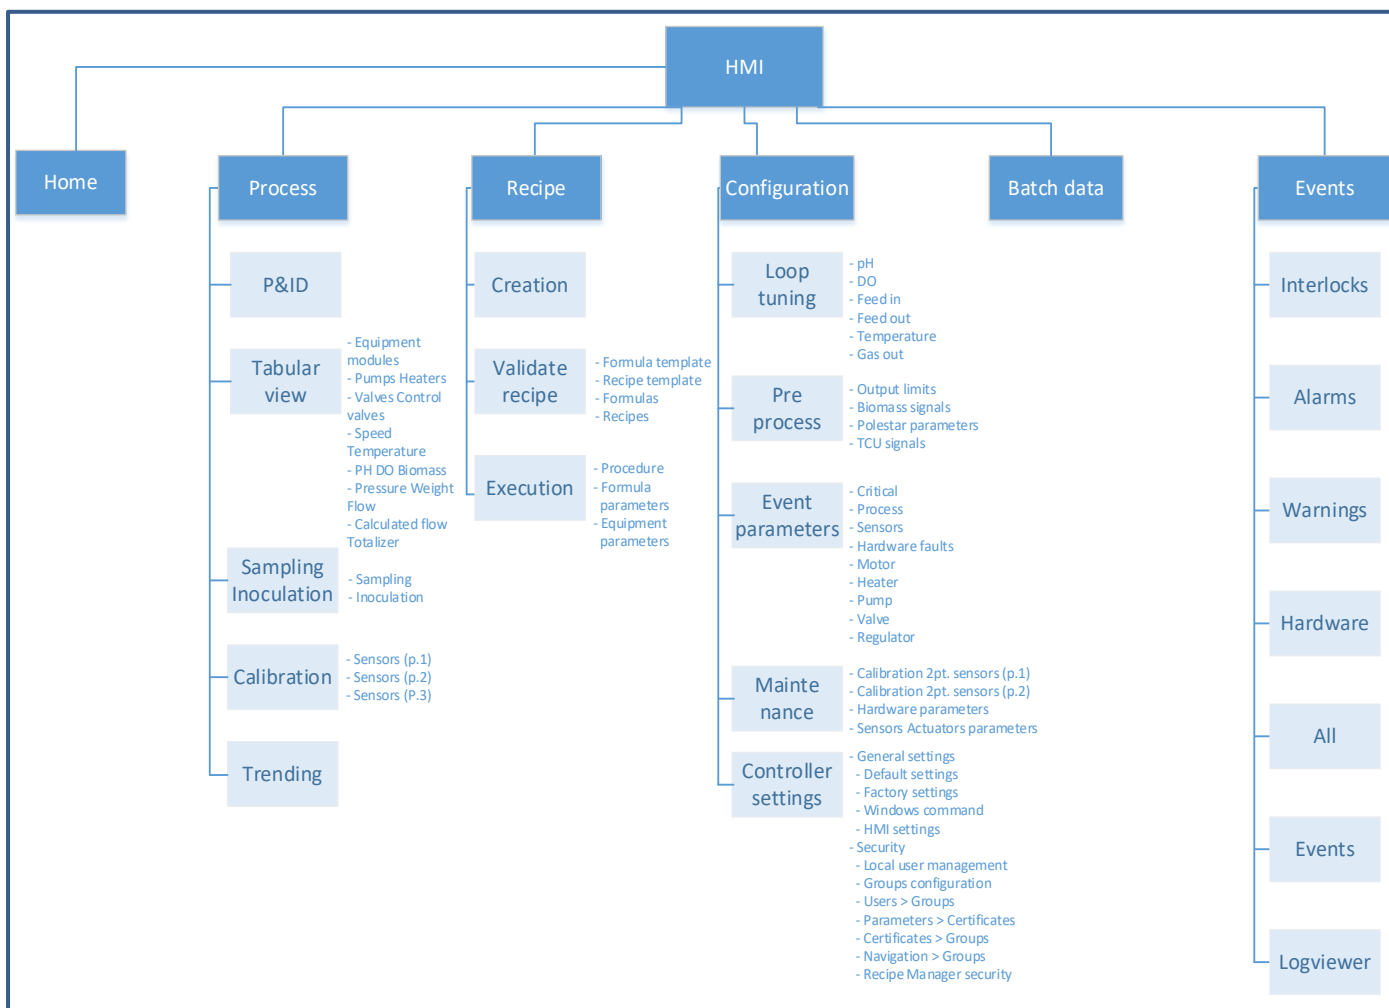 HMI
Home
Process
Recipe
Configuration
Batch data
Events
P&ID
Tabular
view
- Equipment
modules
- Pumps Heaters
- Valves Control
valves
- Speed
Temperature
- PH DO Biomass
- Pressure Weight
Flow
- Calculated flow
Totalizer
Sampling
Inoculation
- Sampling
- Inoculation
Calibration
- Sensors (p.1)
- Sensors (p.2)
- Sensors (P.3)
Trending
Creation
Validate
recipe
- Formula template
- Recipe template
- Formulas
- Recipes
Execution
- Procedure
- Formula
parameters
- Equipment
parameters
Loop
tuning
- pH
- DO
- Feed in
- Feed out
- Temperature
- Gas out
Pre
process
- Output limits
- Biomass signals
- Polestar parameters
- TCU signals
Event
parameters
- Critical
- Process
- Sensors
- Hardware faults
- Motor
- Heater
- Pump
- Valve
- Regulator
Mainte
nance
- Calibration 2pt. sensors (p.1)
- Calibration 2pt. sensors (p.2)
- Hardware parameters
- Sensors Actuators parameters
Controller
settings
- General settings
- Default settings
- Factory settings
- Windows command
- HMI settings
- Security
- Local user management
- Groups configuration
- Users > Groups
- Parameters > Certificates
- Certificates > Groups
- Navigation > Groups
- Recipe Manager security
Interlocks
Alarms
Warnings
Hardware
All
Events
Logviewer